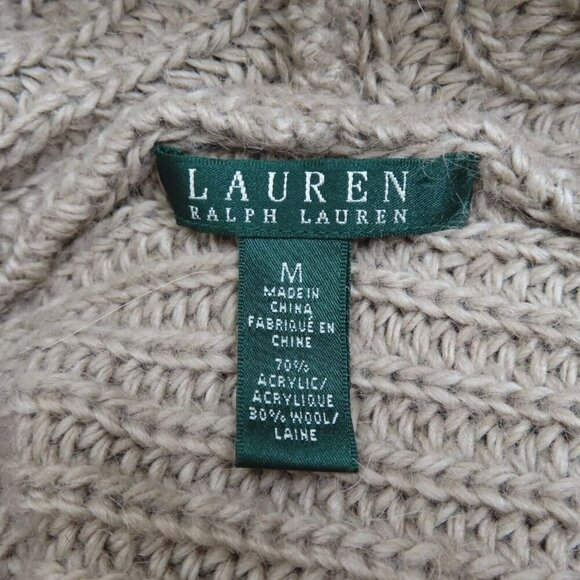 LAUREN
RALPH LAUREN
M
MADE IN
CHINA
FABRIQUÉ EN
CHINE
70%
ACRYLIC/
ACRYLIQUE
30% WOOL/
LAINE